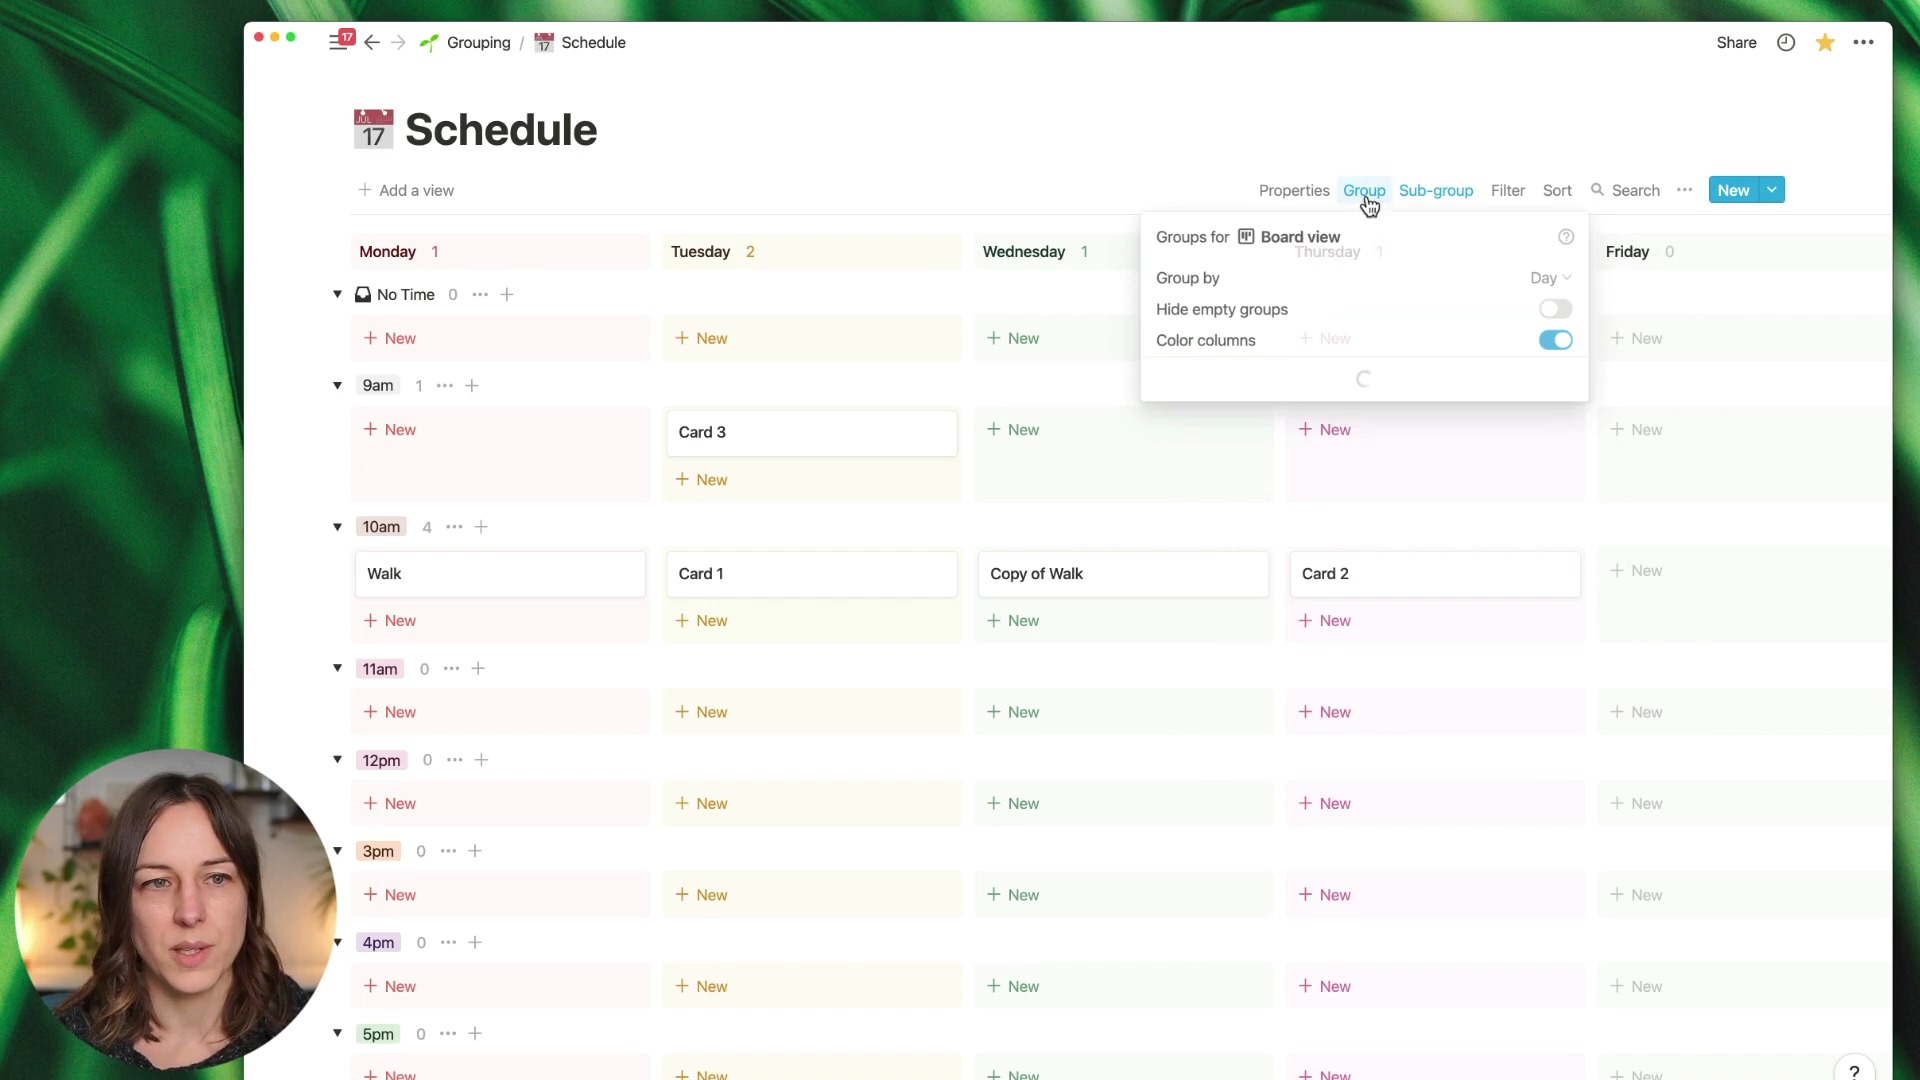 17
Grouping / 17 Schedule
Share
JUL 17 Schedule
Add a view
Properties Group Sub-group Filter Sort Search New
Groups for Board view
Group by Day
Hide empty groups
Color columns
Monday 1 Tuesday 2 Wednesday 1 Thursday 1 Friday 0
No Time 0
+ New + New + New + New + New
9am 1
Card 3
+ New + New + New + New
+ New
10am 4
Walk Card 1 Copy of Walk Card 2
+ New
+ New + New + New + New
11am 0
+ New + New + New + New + New
12pm 0
+ New + New + New + New + New
3pm 0
+ New + New + New + New + New
4pm 0
+ New + New + New + New + New
5pm 0
+ New + New + New + New + New
?